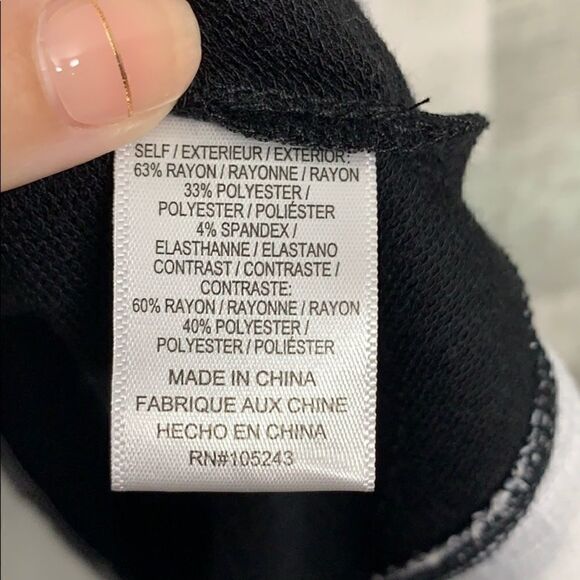 SELF / EXTERIEUR / EXTERIOR:
63% RAYON / RAYONNE / RAYON
33% POLYESTER /
POLYESTER / POLIÉSTER
4% SPANDEX /
ELASTHANNE / ELASTANO
CONTRAST / CONTRASTE /
CONTRASTE:
60% RAYON / RAYONNE / RAYON
40% POLYESTER /
POLYESTER / POLIÉSTER
MADE IN CHINA
FABRIQUE AUX CHINE
HECHO EN CHINA
RN#105243